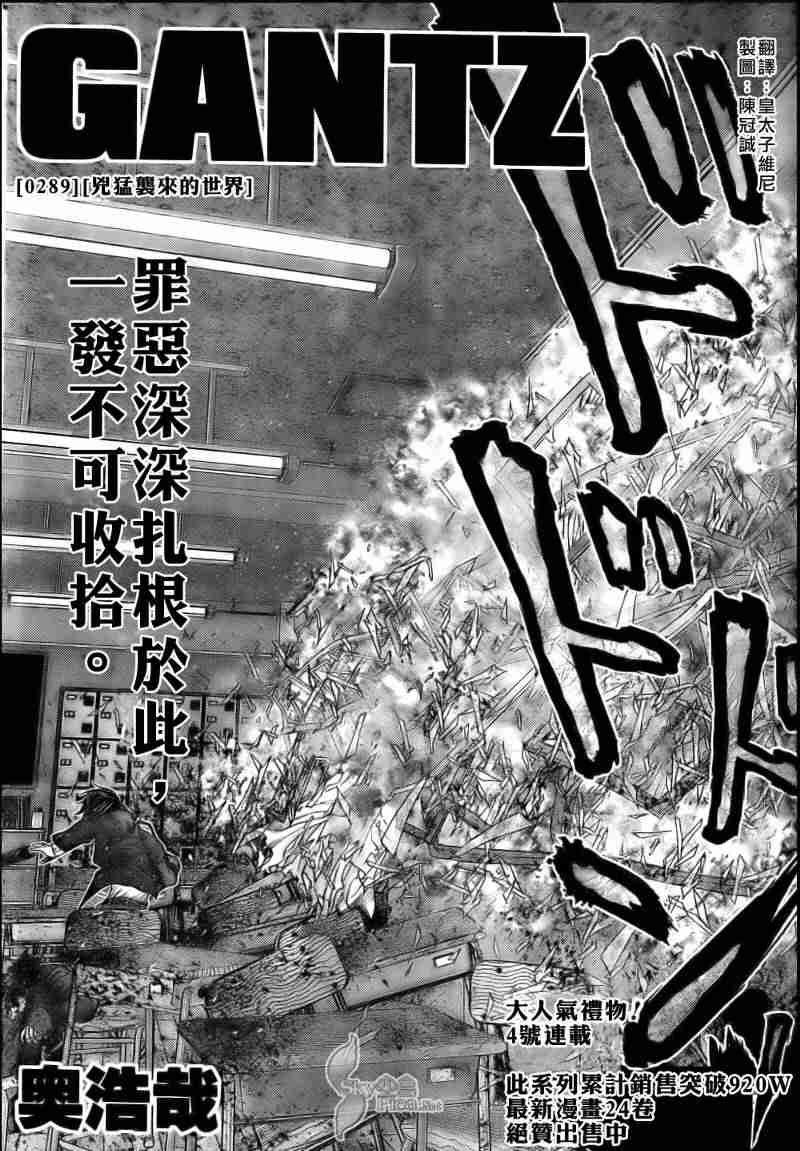 GANTZ
[0289][兇猛襲來的世界]
翻譯：皇太子維尼
製圖：陳冠誠
罪惡深深扎根於此，
一發不可收拾。
ドドドド
奥浩哉
大人氣禮物！
4號連載
此系列累計銷售突破920W
最新漫畫24卷
絕贊出售中